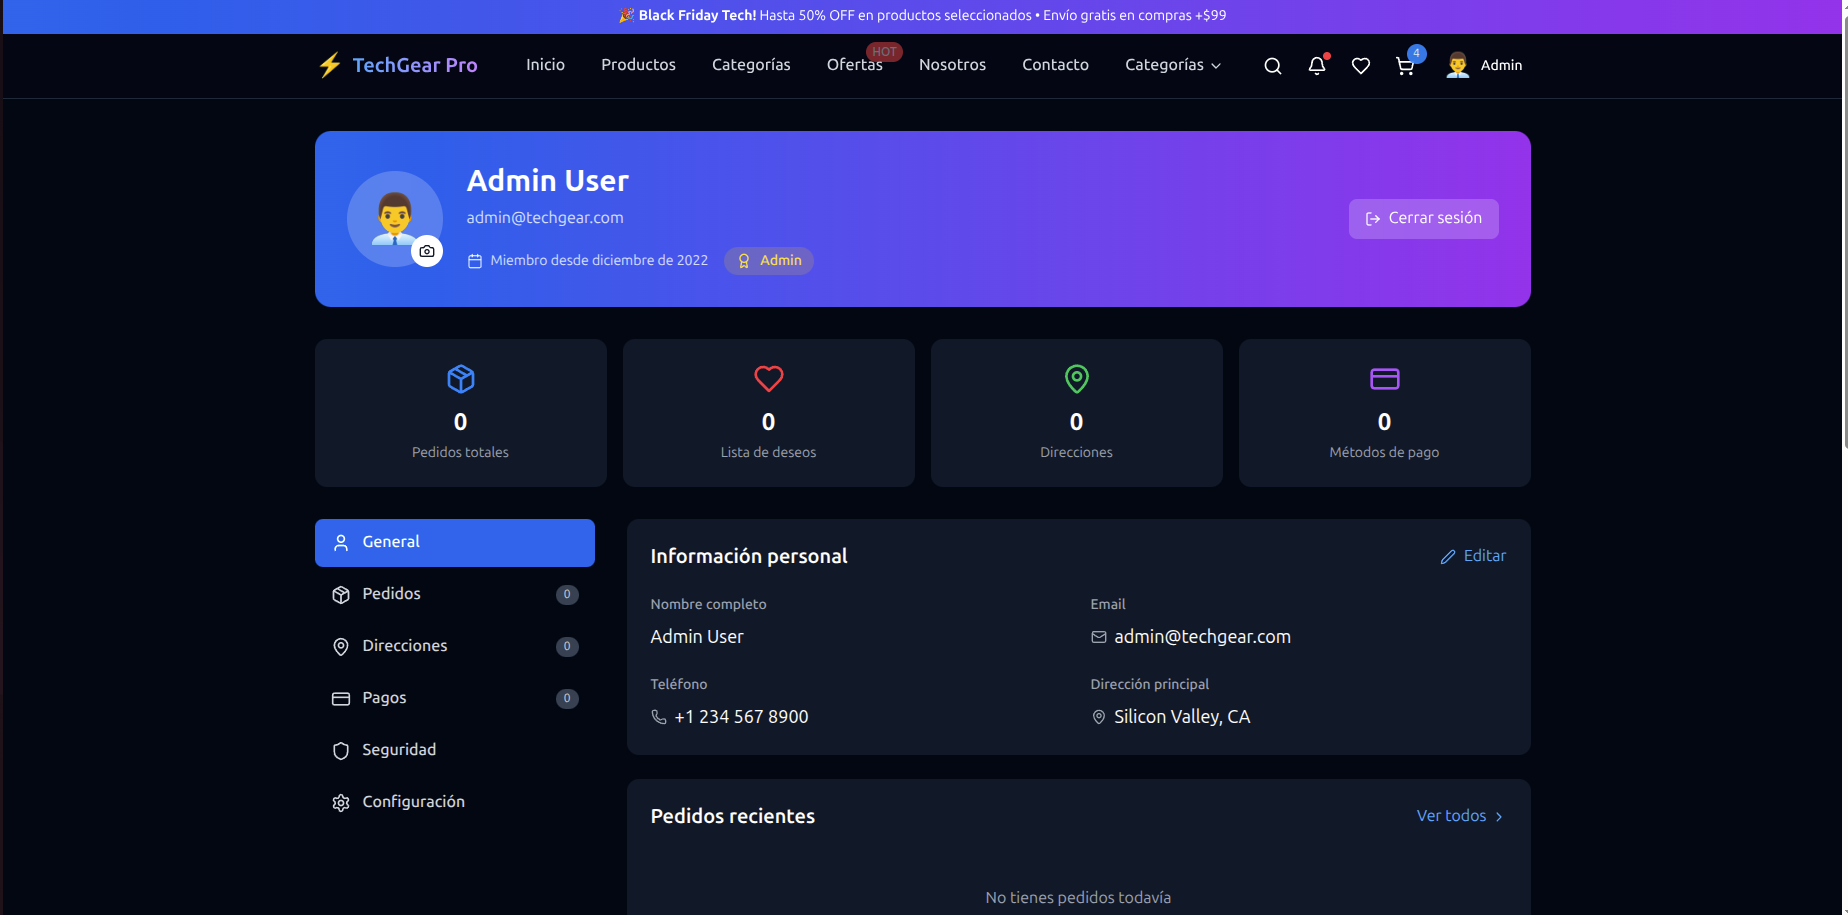 🎉 Black Friday Tech! Hasta 50% OFF en productos seleccionados • Envío gratis en compras +$99
⚡ TechGear Pro Inicio Productos Categorías Ofertas HOT Nosotros Contacto Categorías 4 Admin
Admin User
admin@techgear.com
Miembro desde diciembre de 2022 Admin
Cerrar sesión
0
Pedidos totales
0
Lista de deseos
0
Direcciones
0
Métodos de pago
General
Pedidos 0
Direcciones 0
Pagos 0
Seguridad
Configuración
Información personal Editar
Nombre completo
Admin User
Email
admin@techgear.com
Teléfono
+1 234 567 8900
Dirección principal
Silicon Valley, CA
Pedidos recientes Ver todos
No tienes pedidos todavía